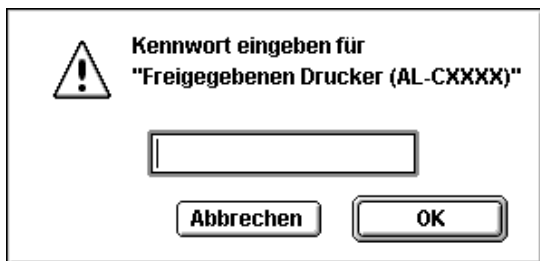 Kennwort eingeben für
"Freigegebenen Drucker (AL-CXXXX)"
Abbrechen
OK